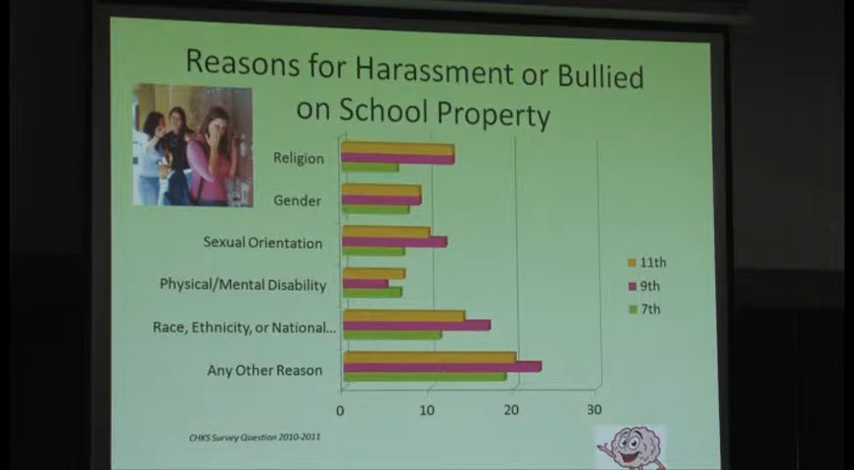 Reasons for Harassment or Bullied
on School Property
Religion
Gender
Sexual Orientation
Physical/Mental Disability
Race, Ethnicity, or National...
Any Other Reason
0 10 20 30
11th
9th
7th
CHKS Survey Question 2010-2011